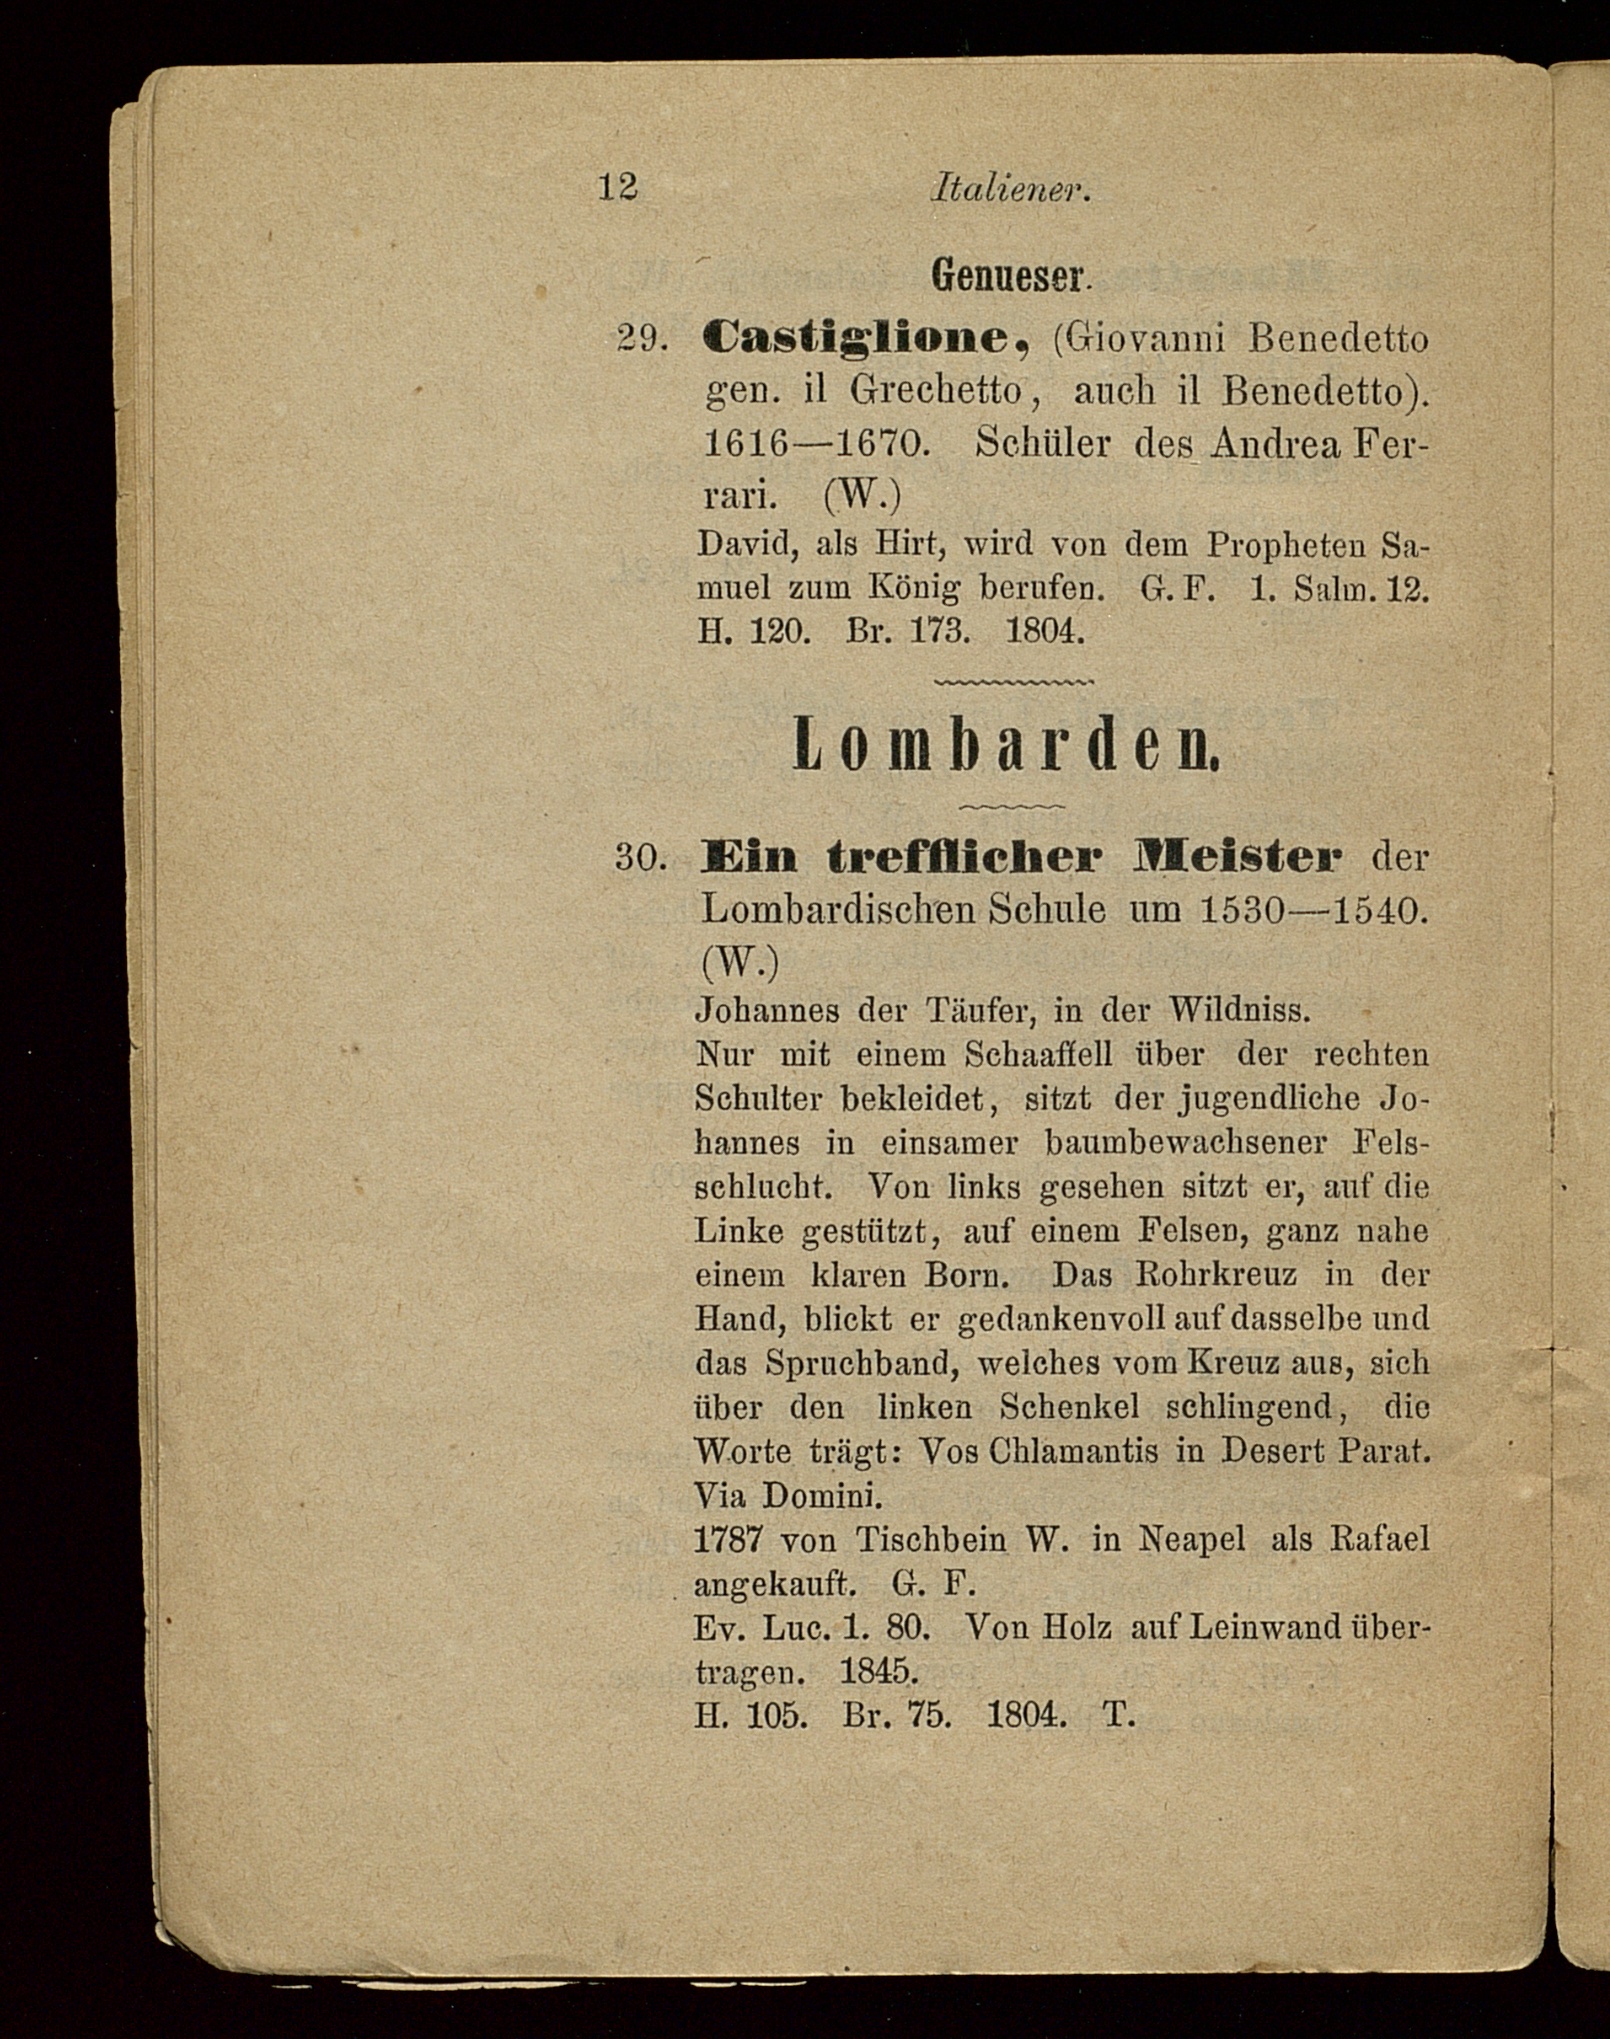 12 Italiener.
Genueser.
29. Castiglione, (Giovanni Benedetto
gen. il Grechetto, auch il Benedetto).
1616—1670. Schüler des Andrea Fer-
rari. (W.)
David, als Hirt, wird von dem Propheten Sa-
muel zum König berufen. G. F. 1. Salm. 12.
H. 120. Br. 173. 1804.
Lombarden.
30. Ein trefflicher Meister der
Lombardischen Schule um 1530—1540.
(W.)
Johannes der Täufer, in der Wildniss.
Nur mit einem Schaaffell über der rechten
Schulter bekleidet, sitzt der jugendliche Jo-
hannes in einsamer baumbewachsener Fels-
schlucht. Von links gesehen sitzt er, auf die
Linke gestützt, auf einem Felsen, ganz nahe
einem klaren Born. Das Rohrkreuz in der
Hand, blickt er gedankenvoll auf dasselbe und
das Spruchband, welches vom Kreuz aus, sich
über den linken Schenkel schlingend, die
Worte trägt: Vos Chlamantis in Desert Parat.
Via Domini.
1787 von Tischbein W. in Neapel als Rafael
angekauft. G. F.
Ev. Luc. 1. 80. Von Holz auf Leinwand über-
tragen. 1845.
H. 105. Br. 75. 1804. T.